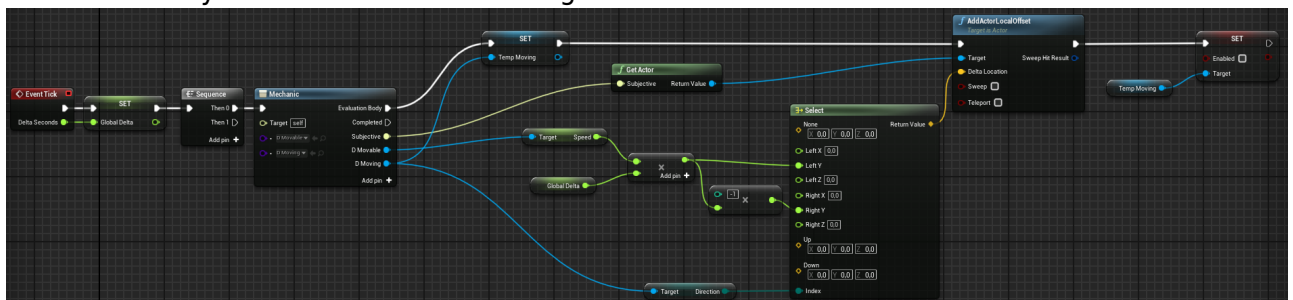 Event Tick
Delta Seconds
SET
Global Delta
Sequence
Then 0
Then 1
Add pin +
Mechanic
Evaluation Body
Target self
Completed
D Movable
Subjective
D Moving
D Movable
D Moving
Add pin +
SET
Temp Moving
Get Actor
Subjective Return Value
Target Speed
Global Delta
Add pin +
-1
Select
None Return Value
X 0,0 Y 0,0 Z 0,0
Left X 0,0
Left Y
Left Z 0,0
Right X 0,0
Right Y
Right Z 0,0
Up
X 0,0 Y 0,0 Z 0,0
Down
X 0,0 Y 0,0 Z 0,0
Index
Target Direction
AddActorLocalOffset
Target is Actor
Target Sweep Hit Result
Delta Location
Sweep
Teleport
Temp Moving
SET
Enabled
Target